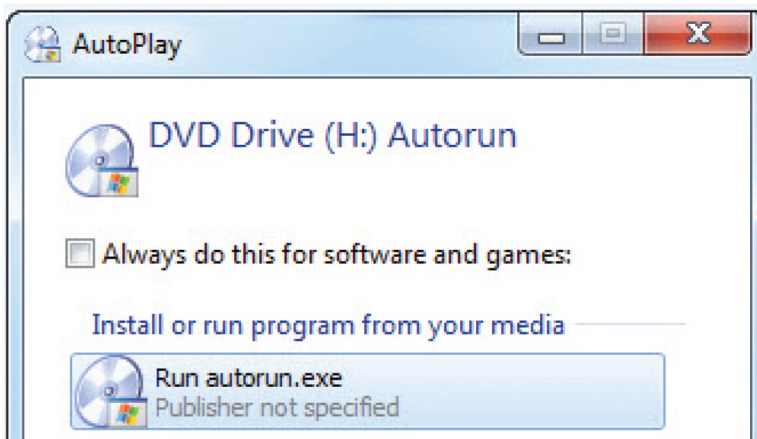 AutoPlay
DVD Drive (H:) Autorun
Always do this for software and games:
Install or run program from your media
Run autorun.exe
Publisher not specified